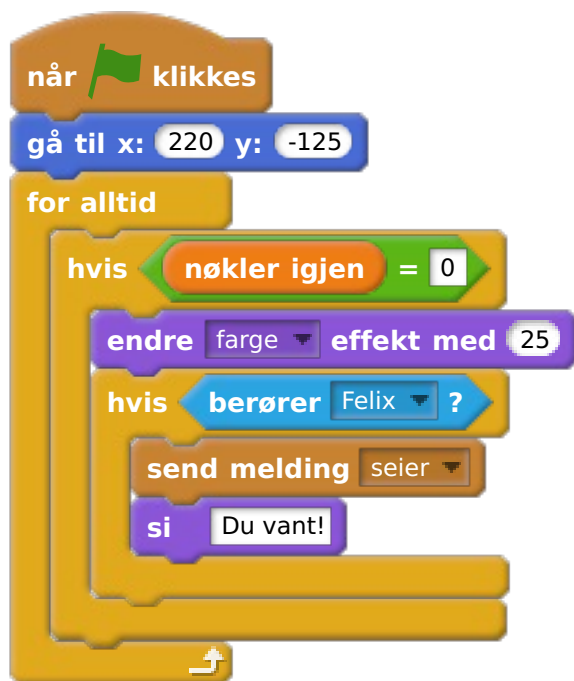 når klikkes
gå til x: 220 y: -125
for alltid
hvis nøkler igjen = 0
endre farge effekt med 25
hvis berører Felix ?
send melding seier
si Du vant!